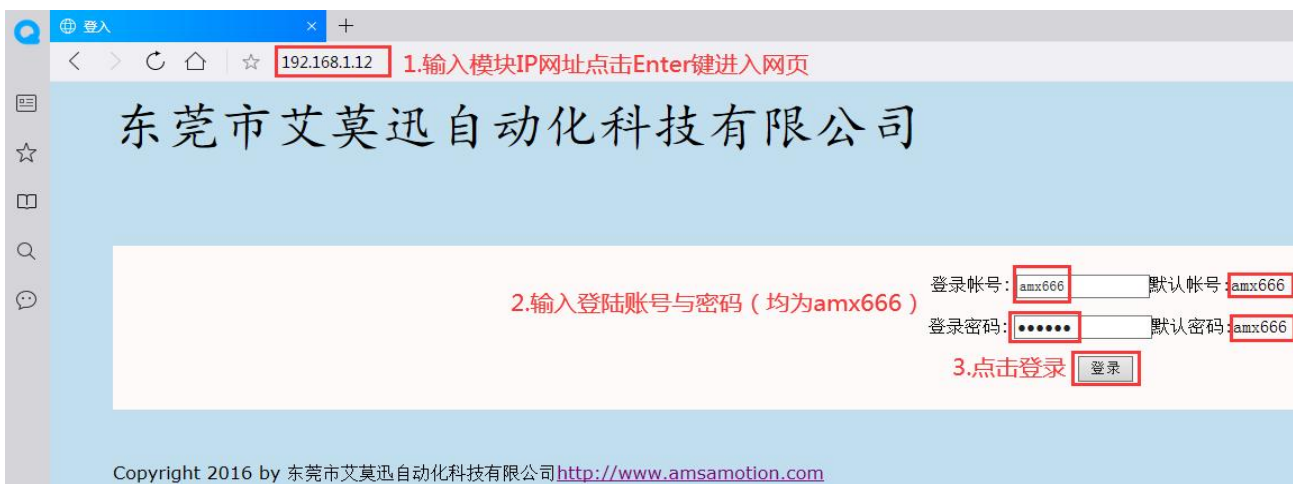 登入 × +
192.168.1.12 1.输入模块IP网址点击Enter键进入网页
东莞市艾莫迅自动化科技有限公司
登录帐号: amx666 默认帐号:amx666
2.输入登陆账号与密码（均为amx666）
登录密码: ●●●●●● 默认密码:amx666
3.点击登录 登录
Copyright 2016 by 东莞市艾莫迅自动化科技有限公司http://www.amsamotion.com